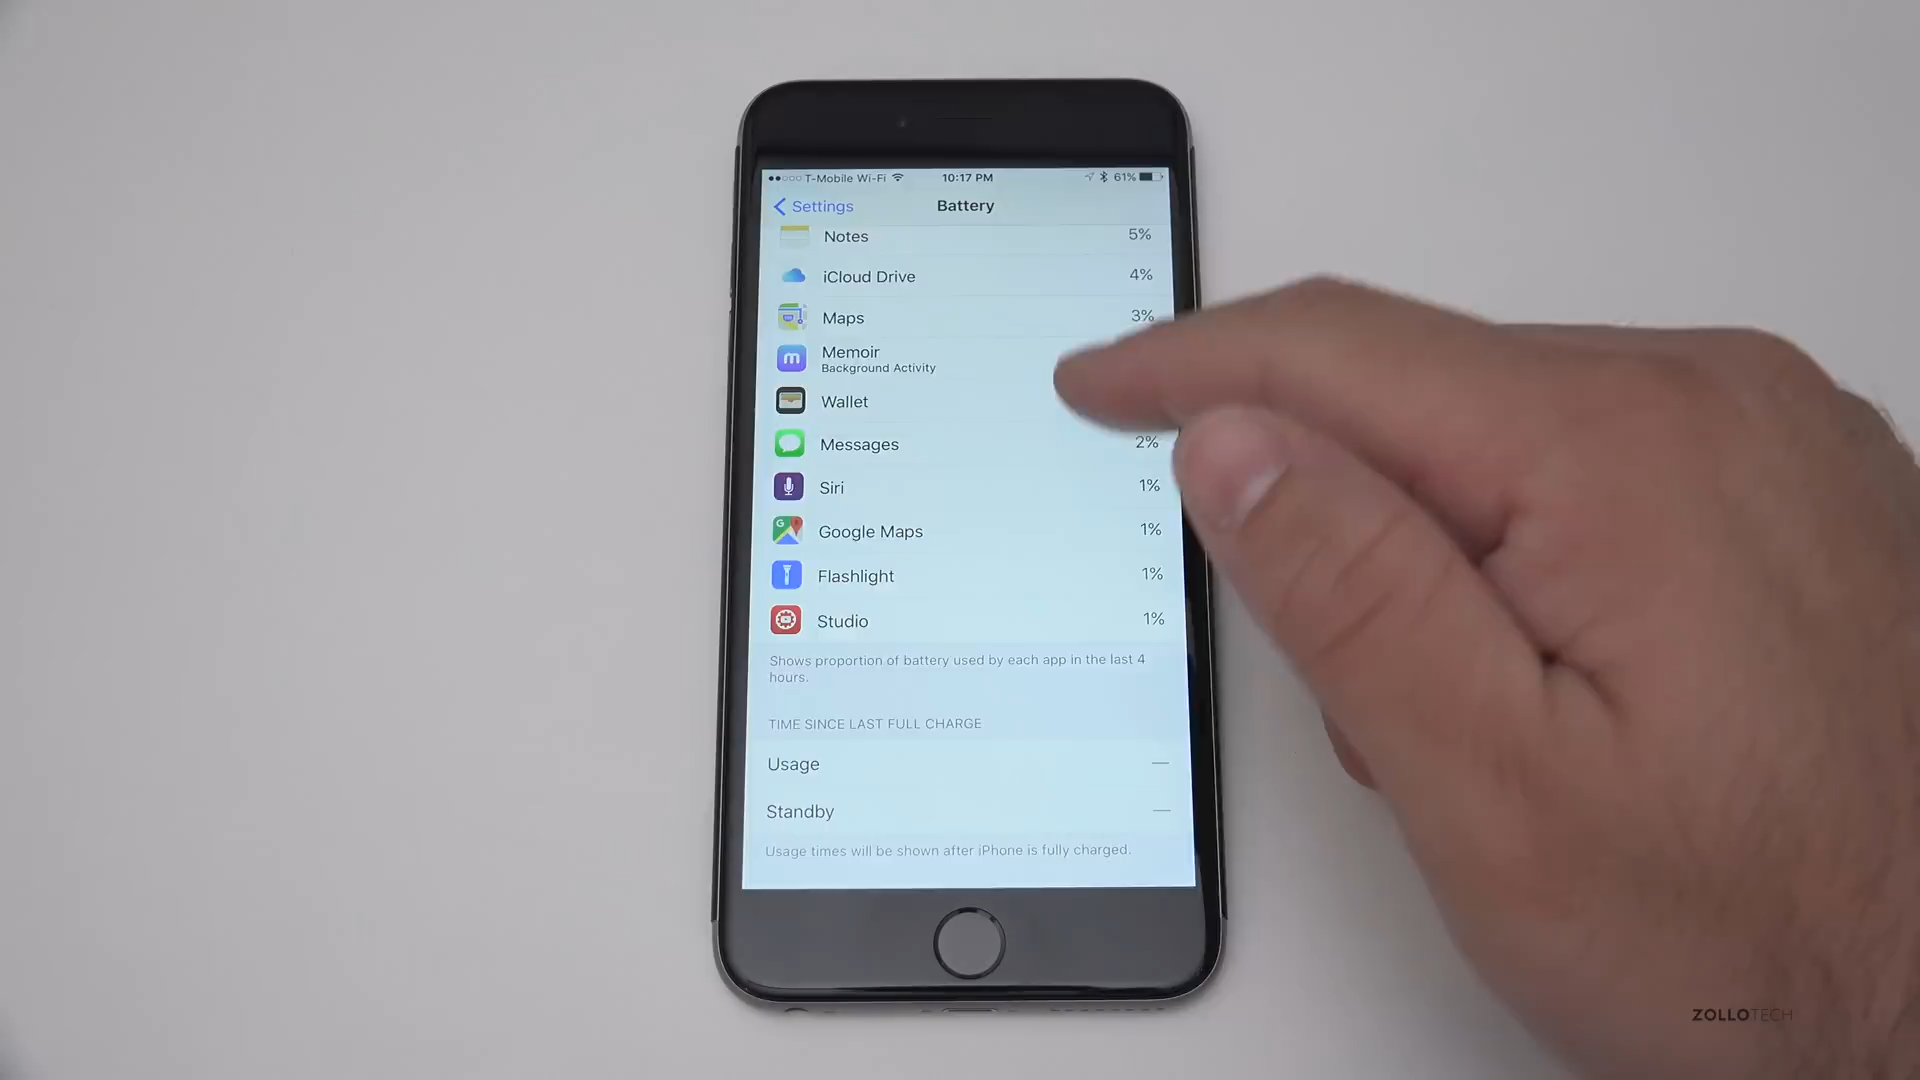 T-Mobile Wi-Fi 10:17 PM 61%
Settings Battery
Notes 5%
iCloud Drive 4%
Maps 3%
m Memoir
Background Activity
Wallet
Messages 2%
Siri 1%
G Google Maps 1%
Flashlight 1%
Studio 1%
Shows proportion of battery used by each app in the last 4
hours.
TIME SINCE LAST FULL CHARGE
Usage —
Standby —
Usage times will be shown after iPhone is fully charged.
ZOLLOTECH